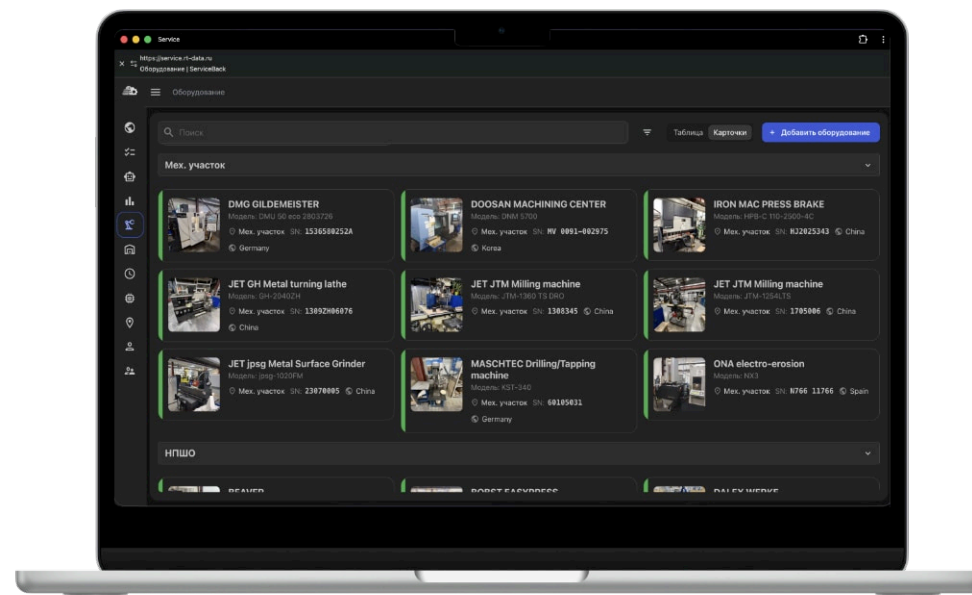 Service
https://service.rt-data.ru
Оборудование | ServiceBack
Оборудование
Поиск
Таблица Карточки + Добавить оборудование
Мех. участок
DMG GILDEMEISTER
Модель: DMU 50 eco 2803726
Мех. участок SN: 1536580252A
Germany
DOOSAN MACHINING CENTER
Модель: DNM 5700
Мех. участок SN: MV 0091-002975
Korea
IRON MAC PRESS BRAKE
Модель: HPB-C 110-2500-4C
Мех. участок SN: HJ2025343 China
JET GH Metal turning lathe
Модель: GH-2040ZH
Мех. участок SN: 1309ZH06076
China
JET JTM Milling machine
Модель: JTM-1360 TS DRO
Мех. участок SN: 1308345 China
JET JTM Milling machine
Модель: JTM-1254LTS
Мех. участок SN: 1705006 China
JET jpsg Metal Surface Grinder
Модель: jpsg-1020FM
Мех. участок SN: 23070005 China
MASCHTEC Drilling/Tapping
machine
Модель: KST-340
Мех. участок SN: 60105031
Germany
ONA electro-erosion
Модель: NX3
Мех. участок SN: N766 11766 Spain
НПШО
BEAVER
BOBST EASYPRESS
DALEX WERKE